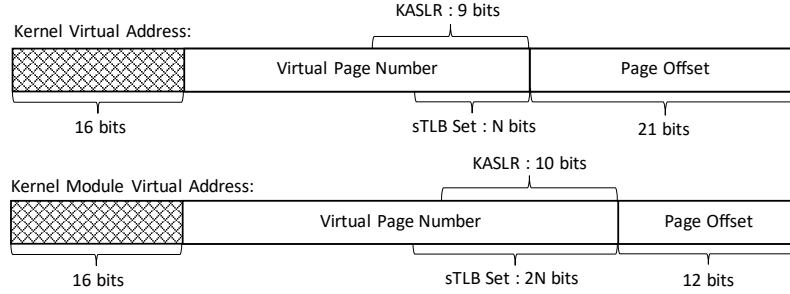 KASLR : 9 bits
Kernel Virtual Address:
Virtual Page Number
Page Offset
16 bits
sTLB Set : N bits
21 bits
KASLR : 10 bits
Kernel Module Virtual Address:
Virtual Page Number
Page Offset
16 bits
sTLB Set : 2N bits
12 bits